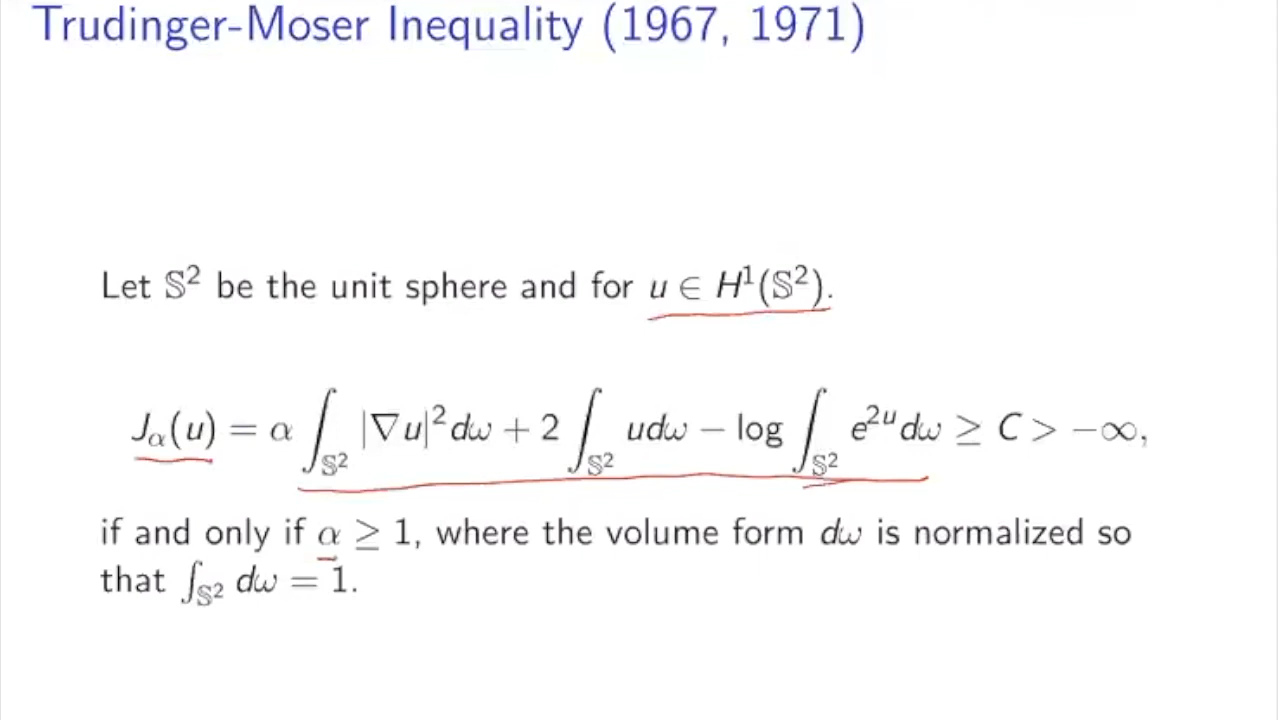 Trudinger-Moser Inequality (1967, 1971)
Let 𝕊² be the unit sphere and for u ∈ H¹(𝕊²).
J_α(u) = α ∫_{𝕊²} |∇u|² dω + 2 ∫_{𝕊²} udω − log ∫_{𝕊²} e^{2u} dω ≥ C > −∞,
if and only if α ≥ 1, where the volume form dω is normalized so
that ∫_{𝕊²} dω = 1.